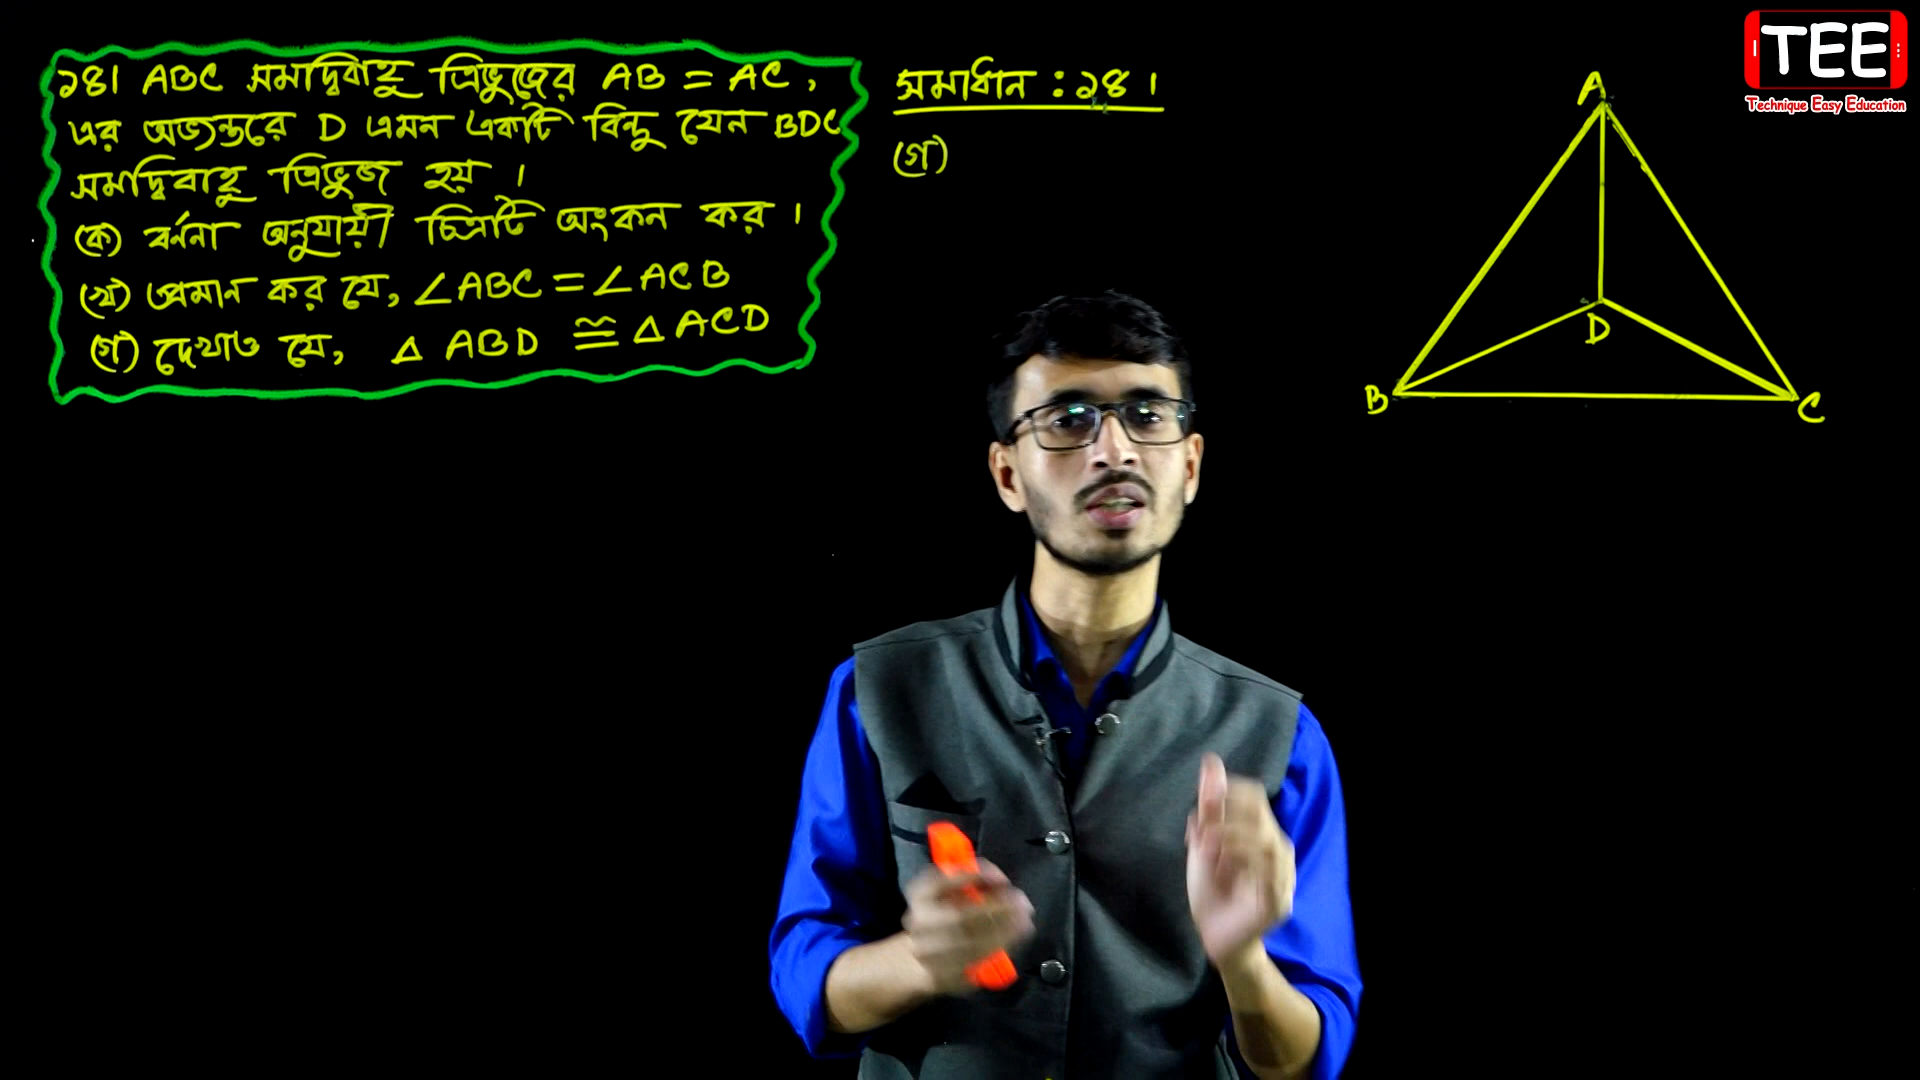 ১৪। ABC সমদ্বিবাহু ত্রিভুজের AB = AC,
এর অভ্যন্তরে D এমন একটি বিন্দু যেন BDC
সমদ্বিবাহু ত্রিভুজ হয়।
(ক) বর্ননা অনুযায়ী চিত্রটি অংকন কর।
(খ) প্রমান কর যে, ∠ABC = ∠ACB
(গ) দেখাও যে, △ ABD ≅ △ ACD
সমাধান : ১৪।
(গ)
A
D
B
C
TEE
Technique Easy Education